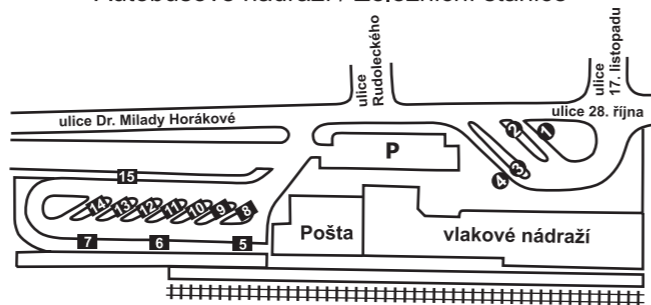 Autobusové nádraží / Železniční stanice
ulice
Rudoleckého
ulice
17. listopadu
ulice Dr. Milady Horákové
ulice 28. října
2
1
P
3
4
15
14
13
12
11
10
9
8
Pošta
vlakové nádraží
7
6
5